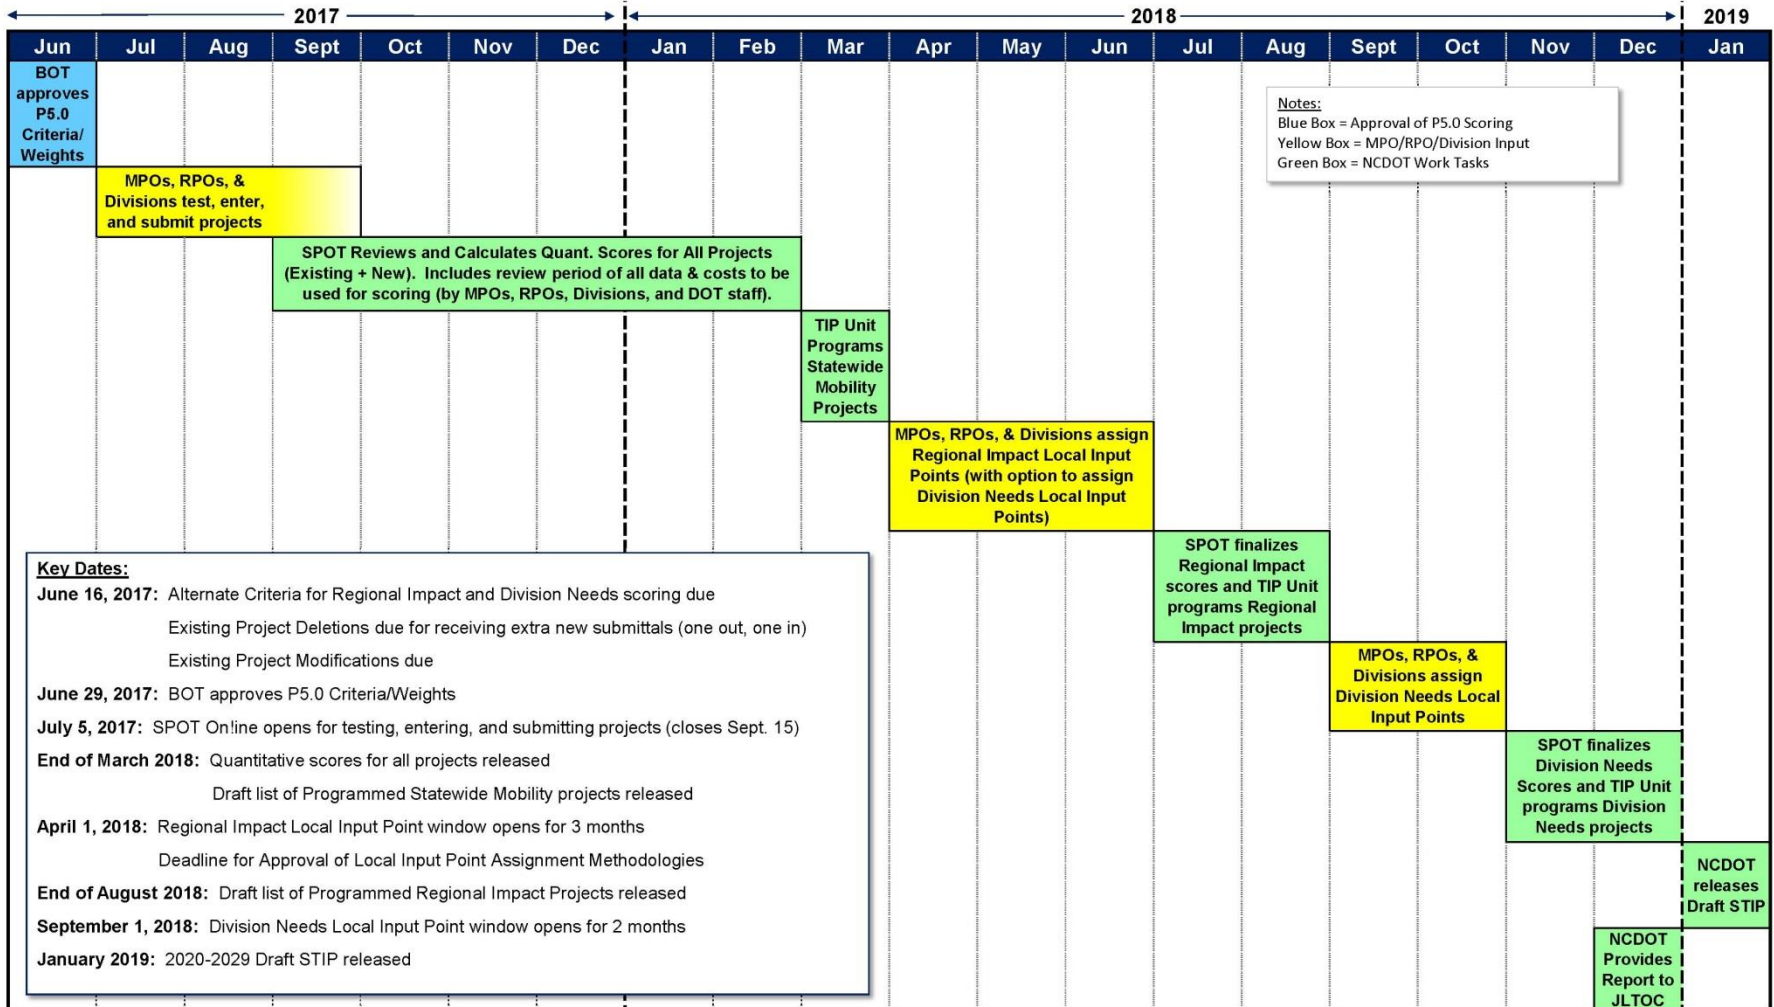 2017 2018 2019
Jun Jul Aug Sept Oct Nov Dec Jan Feb Mar Apr May Jun Jul Aug Sept Oct Nov Dec Jan
BOT
approves
P5.0
Criteria/
Weights
Notes:
Blue Box = Approval of P5.0 Scoring
Yellow Box = MPO/RPO/Division Input
Green Box = NCDOT Work Tasks
MPOs, RPOs, &
Divisions test, enter,
and submit projects
SPOT Reviews and Calculates Quant. Scores for All Projects
(Existing + New). Includes review period of all data & costs to be
used for scoring (by MPOs, RPOs, Divisions, and DOT staff).
TIP Unit
Programs
Statewide
Mobility
Projects
MPOs, RPOs, & Divisions assign
Regional Impact Local Input
Points (with option to assign
Division Needs Local Input
Points)
SPOT finalizes
Regional Impact
scores and TIP Unit
programs Regional
Impact projects
MPOs, RPOs, &
Divisions assign
Division Needs Local
Input Points
SPOT finalizes
Division Needs
Scores and TIP Unit
programs Division
Needs projects
NCDOT
releases
Draft STIP
NCDOT
Provides
Report to
JLTOC
Key Dates:
June 16, 2017: Alternate Criteria for Regional Impact and Division Needs scoring due
Existing Project Deletions due for receiving extra new submittals (one out, one in)
Existing Project Modifications due
June 29, 2017: BOT approves P5.0 Criteria/Weights
July 5, 2017: SPOT On!ine opens for testing, entering, and submitting projects (closes Sept. 15)
End of March 2018: Quantitative scores for all projects released
Draft list of Programmed Statewide Mobility projects released
April 1, 2018: Regional Impact Local Input Point window opens for 3 months
Deadline for Approval of Local Input Point Assignment Methodologies
End of August 2018: Draft list of Programmed Regional Impact Projects released
September 1, 2018: Division Needs Local Input Point window opens for 2 months
January 2019: 2020-2029 Draft STIP released